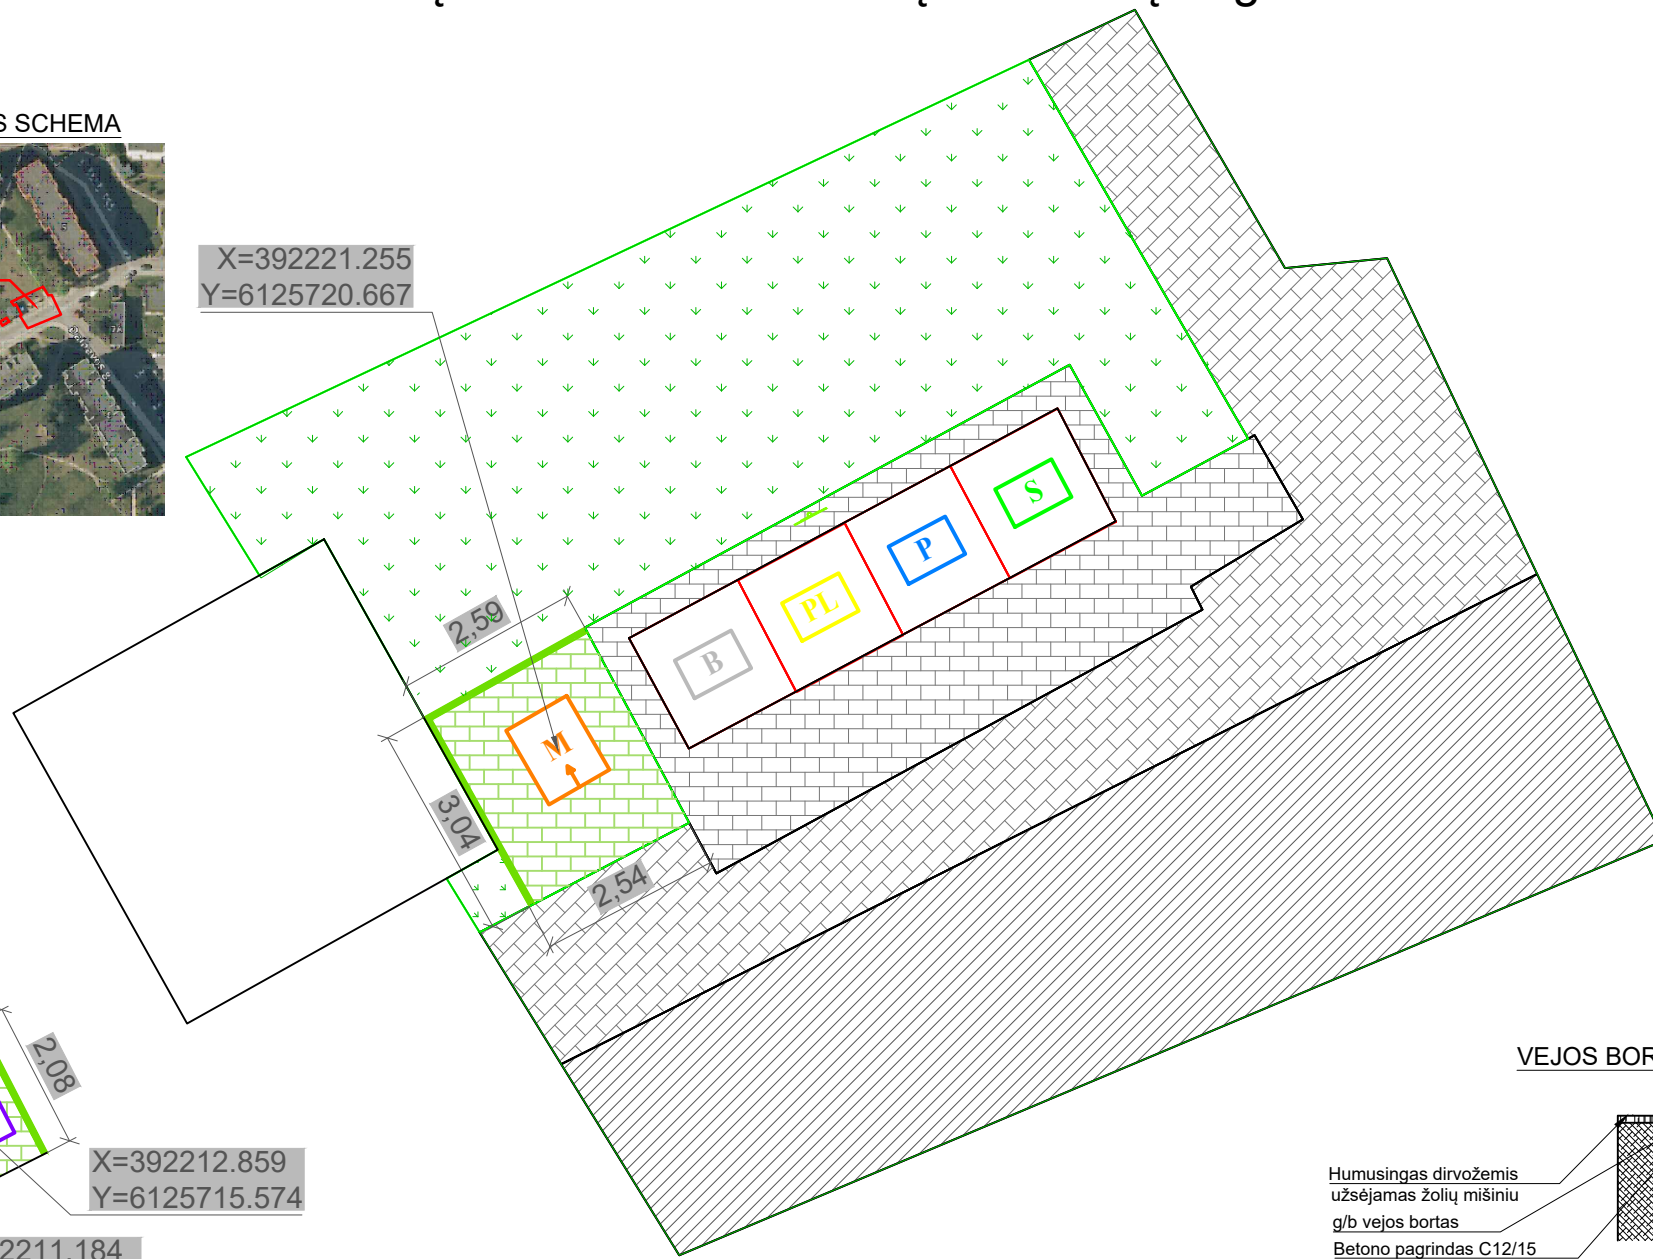 S SCHEMA
X=392221.255
Y=6125720.667
S
P
PL
B
M
2,59
3,04
2,54
2,08
X=392212.859
Y=6125715.574
2211.184
VEJOS BOR
Humusingas dirvožemis
užsėjamas žolių mišiniu
g/b vejos bortas
Betono pagrindas C12/15